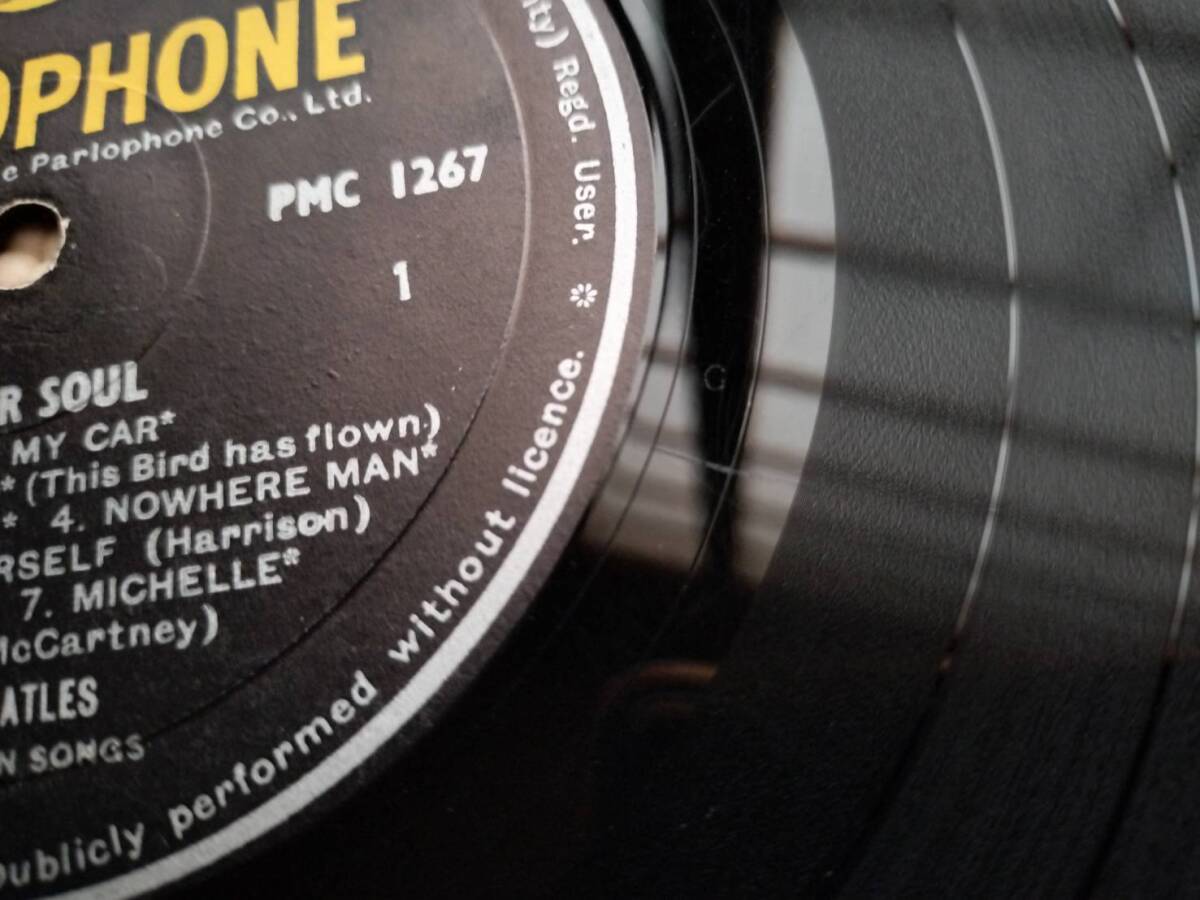 OPHONE
e Parlophone Co., Ltd.
PMC 1267
1
R SOUL
MY CAR*
* (This Bird has flown)
* 4. NOWHERE MAN*
RSELF (Harrison)
7. MICHELLE*
McCartney)
ATLES
N SONGS
ity) Regd. User. * licence. without performed publicly
G